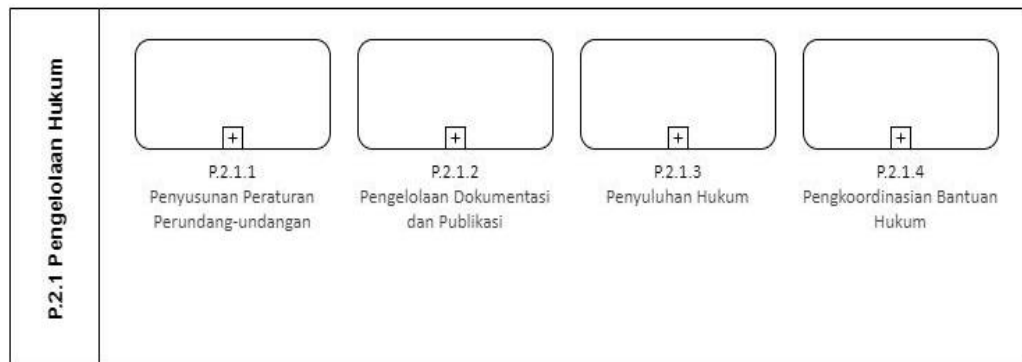 P.2.1 Pengelolaan Hukum
P.2.1.1
Penyusunan Peraturan
Perundang-undangan
P.2.1.2
Pengelolaan Dokumentasi
dan Publikasi
P.2.1.3
Penyuluhan Hukum
P.2.1.4
Pengkoordinasian Bantuan
Hukum